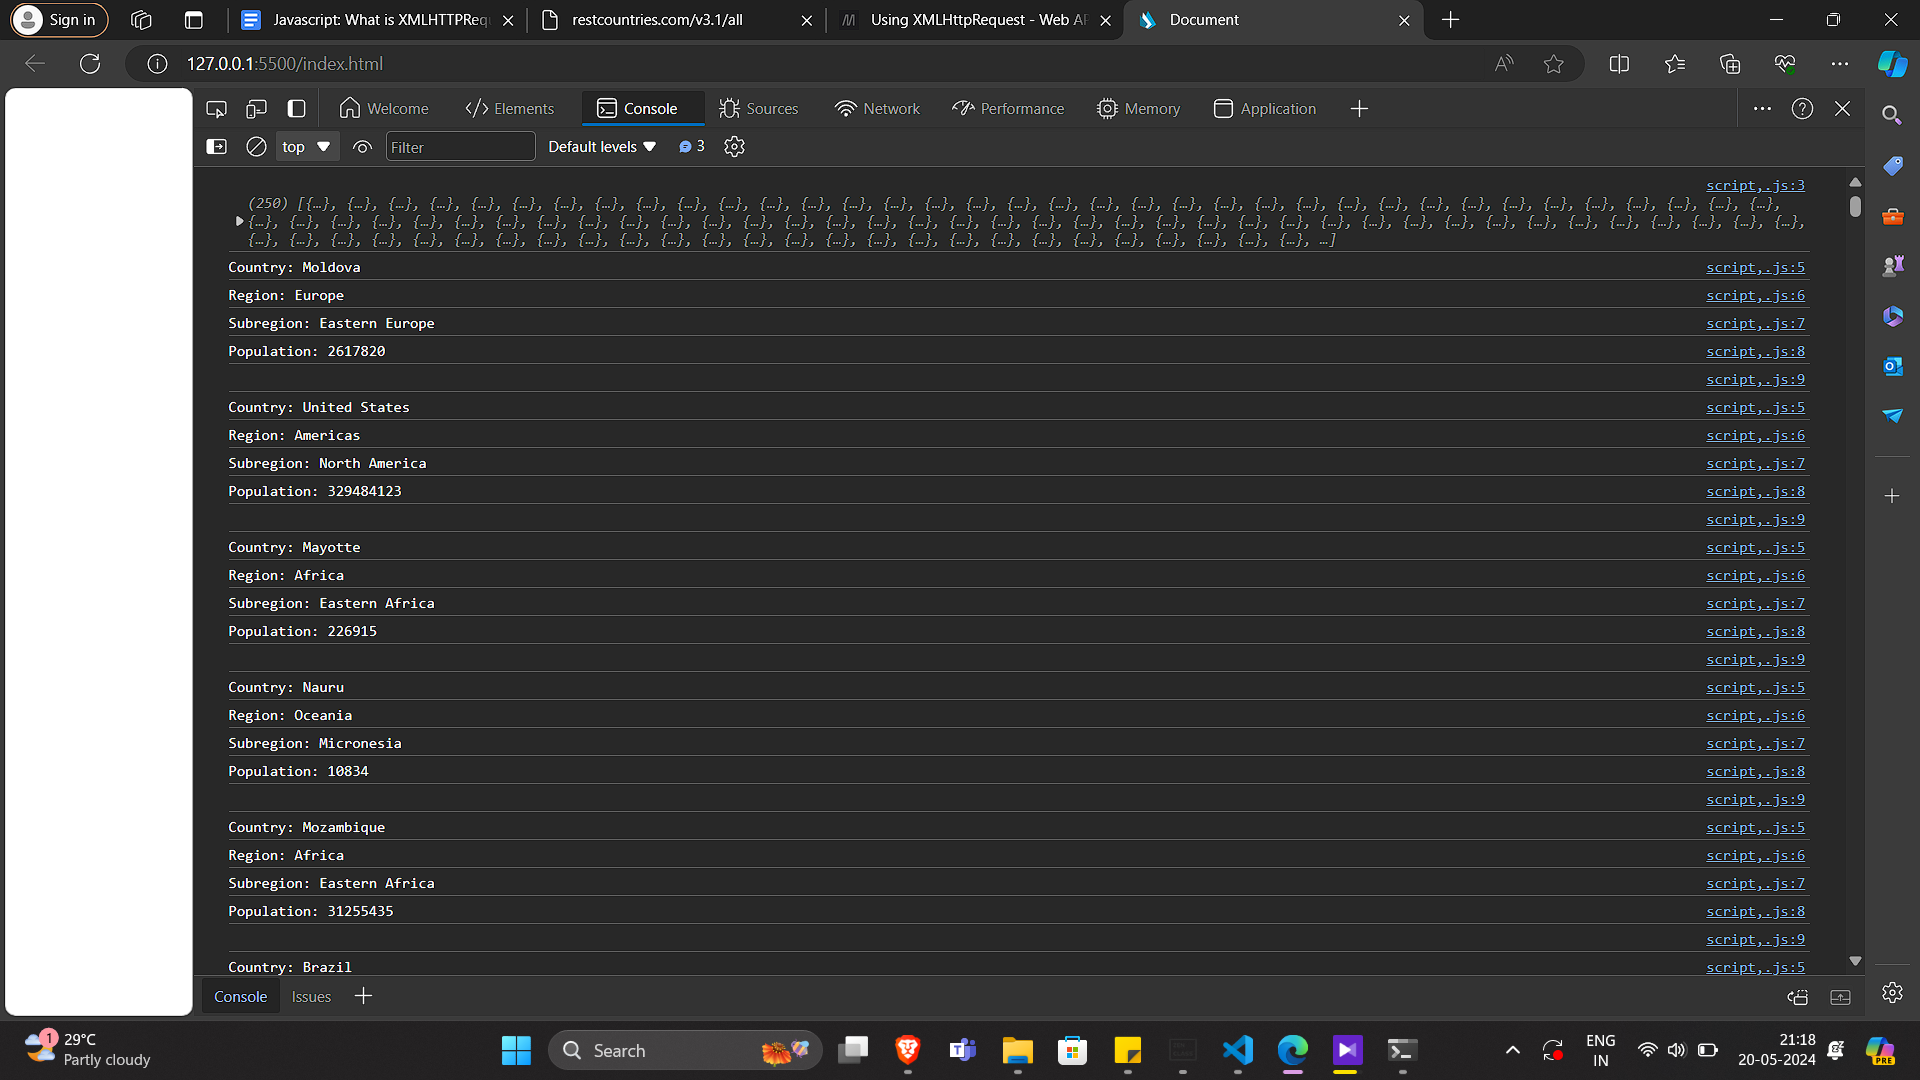 Sign in
Javascript: What is XMLHTTPRequ
restcountries.com/v3.1/all
Using XMLHttpRequest - Web AP
Document
127.0.0.1:5500/index.html
Welcome
Elements
Console
Sources
Network
Performance
Memory
Application
top
Filter
Default levels
3
script,.js:3
Country: Moldova script,.js:5
Region: Europe script,.js:6
Subregion: Eastern Europe script,.js:7
Population: 2617820 script,.js:8
script,.js:9
Country: United States script,.js:5
Region: Americas script,.js:6
Subregion: North America script,.js:7
Population: 329484123 script,.js:8
script,.js:9
Country: Mayotte script,.js:5
Region: Africa script,.js:6
Subregion: Eastern Africa script,.js:7
Population: 226915 script,.js:8
script,.js:9
Country: Nauru script,.js:5
Region: Oceania script,.js:6
Subregion: Micronesia script,.js:7
Population: 10834 script,.js:8
script,.js:9
Country: Mozambique script,.js:5
Region: Africa script,.js:6
Subregion: Eastern Africa script,.js:7
Population: 31255435 script,.js:8
script,.js:9
Country: Brazil script,.js:5
Console
Issues
1
29°C
Partly cloudy
Search
ENG
IN
21:18
20-05-2024
PRE